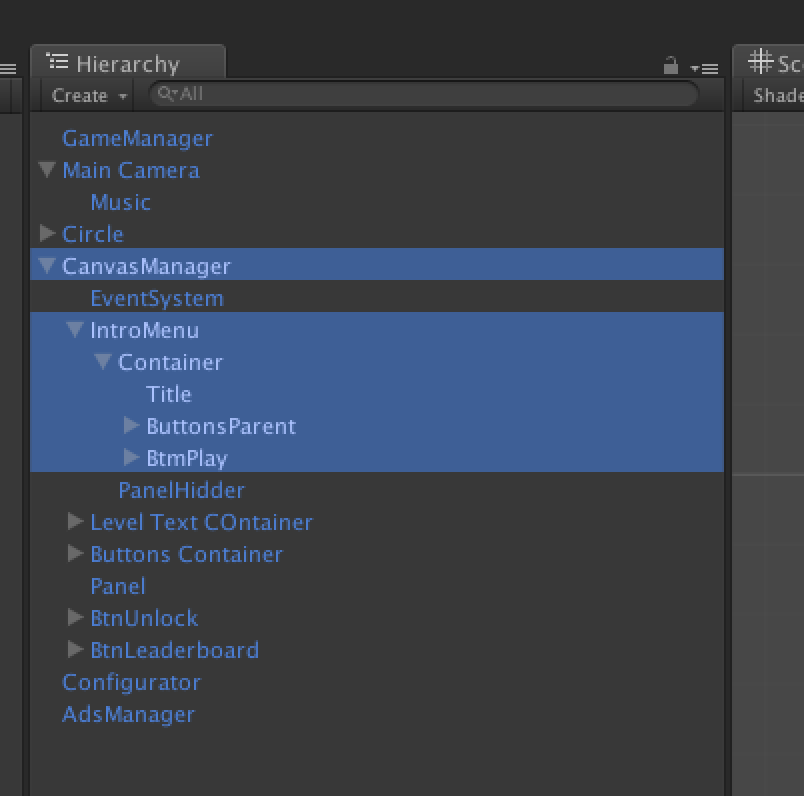 Hierarchy
Sc
Create
All
Shade
GameManager
Main Camera
Music
Circle
CanvasManager
EventSystem
IntroMenu
Container
Title
ButtonsParent
BtmPlay
PanelHidder
Level Text COntainer
Buttons Container
Panel
BtnUnlock
BtnLeaderboard
Configurator
AdsManager